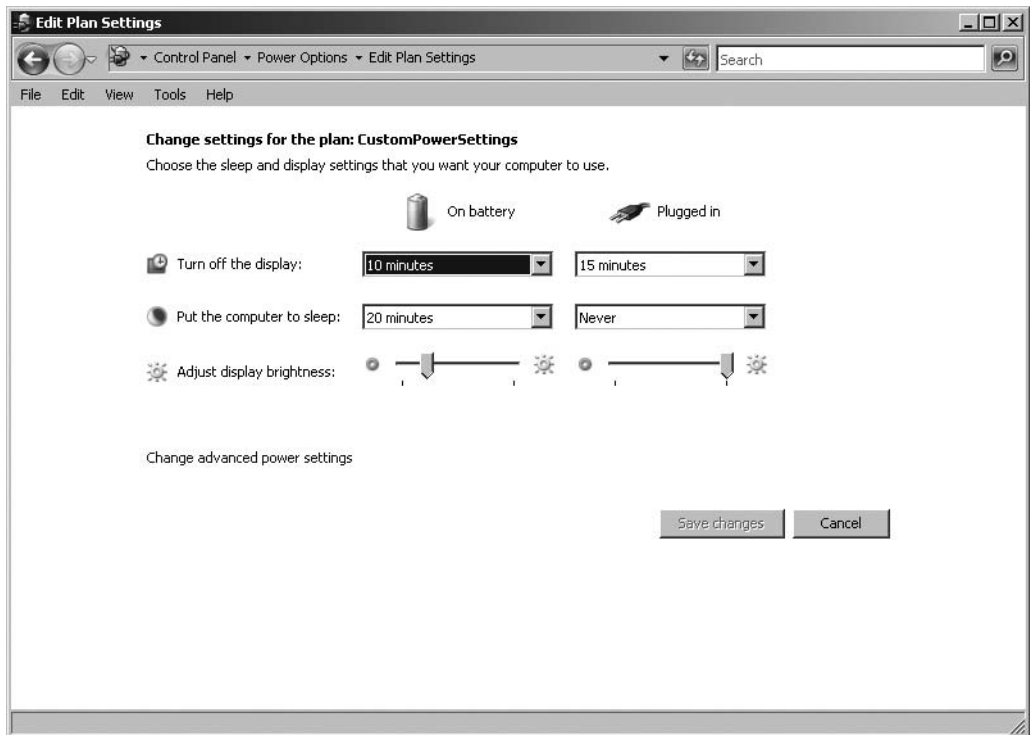 Edit Plan Settings
Control Panel Power Options Edit Plan Settings Search
File Edit View Tools Help
Change settings for the plan: CustomPowerSettings
Choose the sleep and display settings that you want your computer to use.
On battery Plugged in
Turn off the display: 10 minutes 15 minutes
Put the computer to sleep: 20 minutes Never
Adjust display brightness:
Change advanced power settings
Save changes Cancel